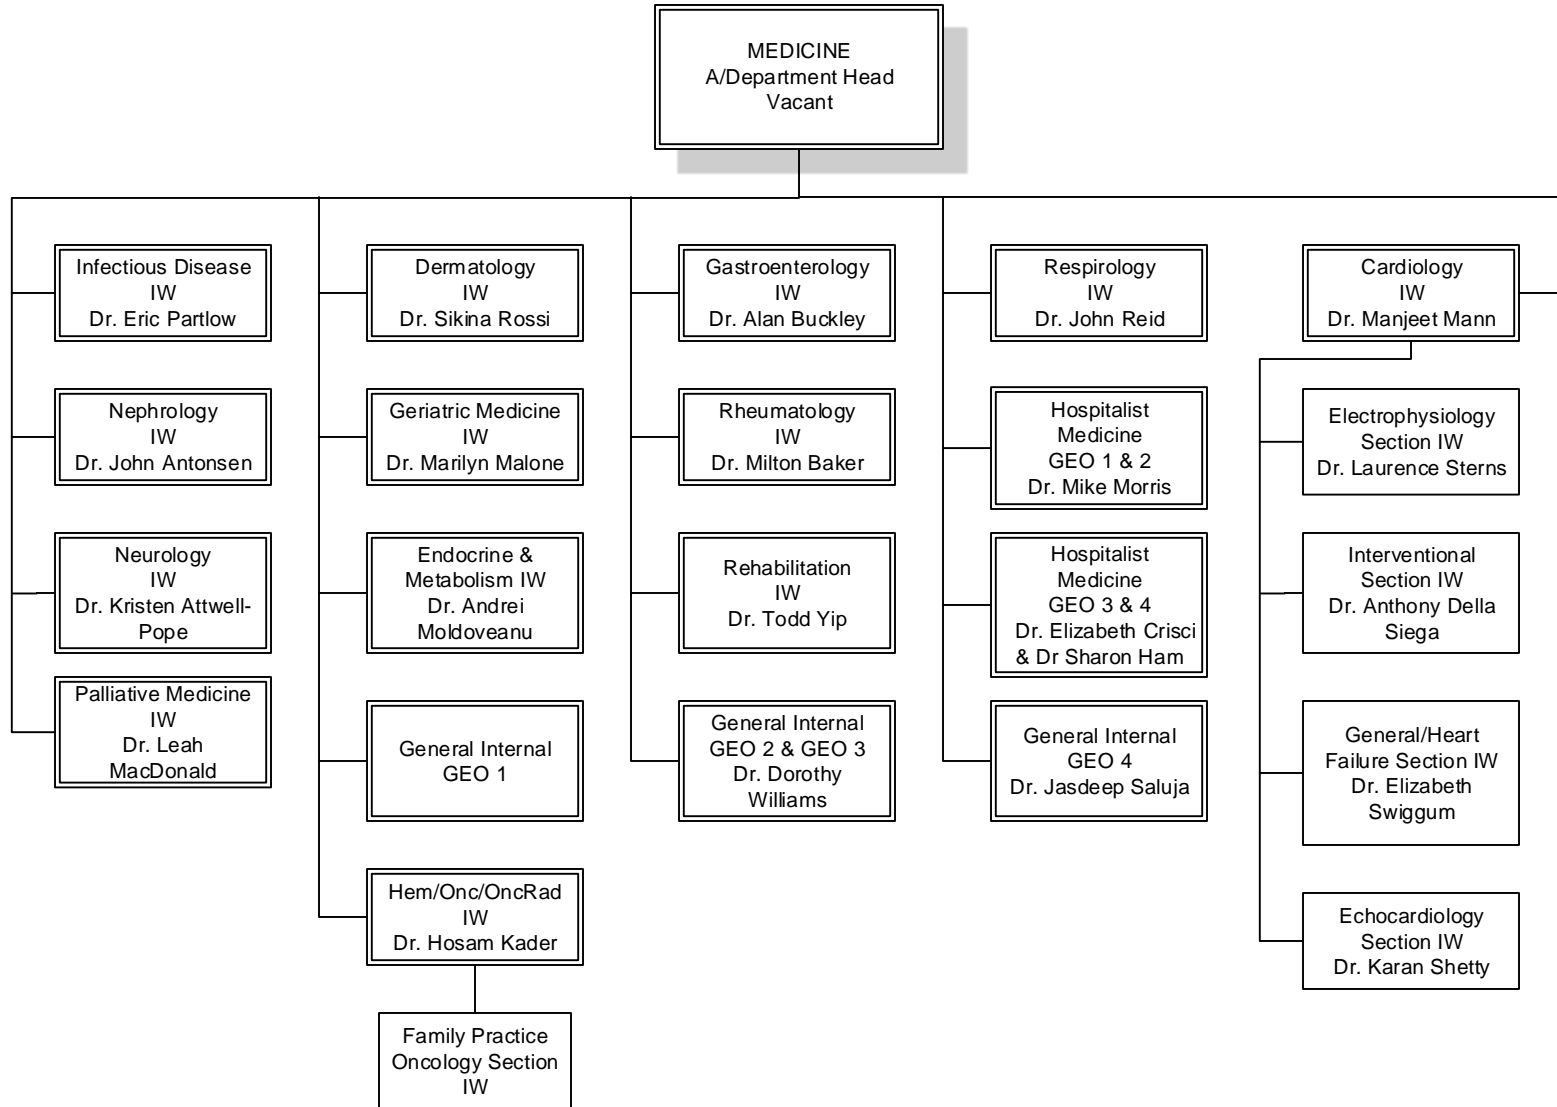 MEDICINE
A/Department Head
Vacant
Infectious Disease
IW
Dr. Eric Partlow
Dermatology
IW
Dr. Sikina Rossi
Gastroenterology
IW
Dr. Alan Buckley
Respirology
IW
Dr. John Reid
Cardiology
IW
Dr. Manjeet Mann
Nephrology
IW
Dr. John Antonsen
Geriatric Medicine
IW
Dr. Marilyn Malone
Rheumatology
IW
Dr. Milton Baker
Hospitalist
Medicine
GEO 1 & 2
Dr. Mike Morris
Electrophysiology
Section IW
Dr. Laurence Sterns
Neurology
IW
Dr. Kristen Attwell-
Pope
Endocrine &
Metabolism IW
Dr. Andrei
Moldoveanu
Rehabilitation
IW
Dr. Todd Yip
Hospitalist
Medicine
GEO 3 & 4
Dr. Elizabeth Crisci
& Dr Sharon Ham
Interventional
Section IW
Dr. Anthony Della
Siega
Palliative Medicine
IW
Dr. Leah
MacDonald
General Internal
GEO 1
General Internal
GEO 2 & GEO 3
Dr. Dorothy
Williams
General Internal
GEO 4
Dr. Jasdeep Saluja
General/Heart
Failure Section IW
Dr. Elizabeth
Swiggum
Hem/Onc/OncRad
IW
Dr. Hosam Kader
Echocardiology
Section IW
Dr. Karan Shetty
Family Practice
Oncology Section
IW